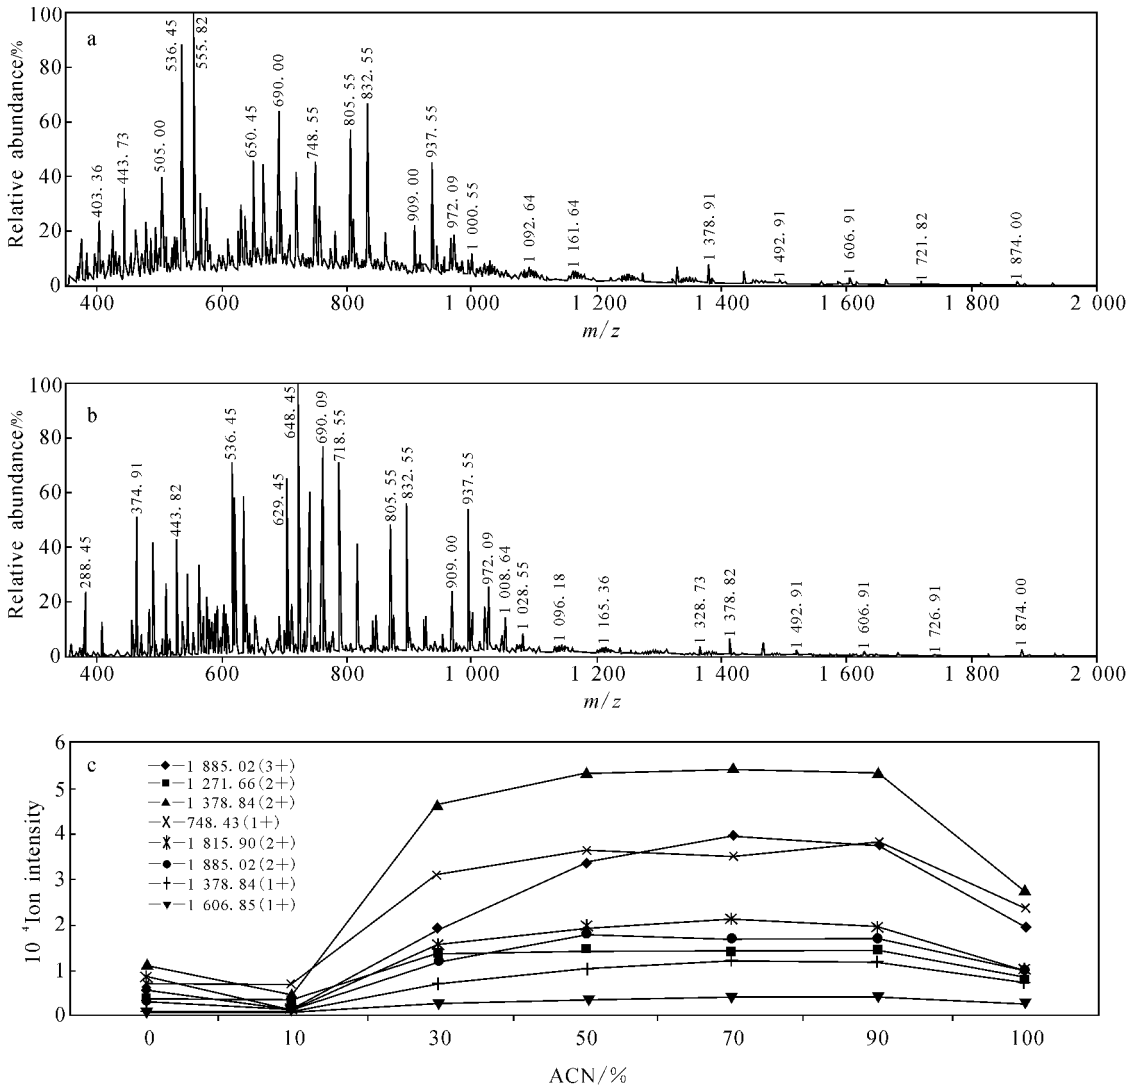 a
Relative abundance/%
100
80
60
40
20
0
403. 36
443. 73
505. 00
536. 45
555. 82
650. 45
690. 00
748. 55
805. 55
832. 55
909. 00
937. 55
972. 09
1 000. 55
1 092. 64
1 161. 64
1 378. 91
1 492. 91
1 606. 91
1 721. 82
1 874. 00
400 600 800 1 000 1 200 1 400 1 600 1 800 2 000
m/z
b
Relative abundance/%
100
80
60
40
20
0
288. 45
374. 91
443. 82
536. 45
629. 45
648. 45
690. 09
718. 55
805. 55
832. 55
909. 00
937. 55
972. 09
1 008. 64
1 028. 55
1 096. 18
1 165. 36
1 328. 73
1 378. 82
1 492. 91
1 606. 91
1 726. 91
1 874. 00
400 600 800 1 000 1 200 1 400 1 600 1 800 2 000
m/z
c
10 4Ion intensity
6
5
4
3
2
1
0
1 885. 02(3+)
1 271. 66(2+)
1 378. 84(2+)
748. 43(1+)
1 815. 90(2+)
1 885. 02(2+)
1 378. 84(1+)
1 606. 85(1+)
0 10 30 50 70 90 100
ACN/%